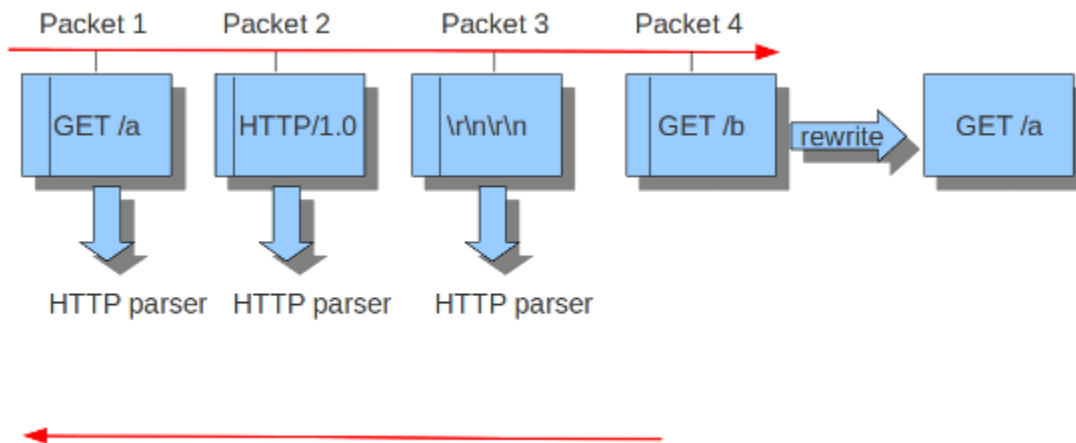 Packet 1 Packet 2 Packet 3 Packet 4
GET /a HTTP/1.0 \r\n\r\n GET /b rewrite GET /a
HTTP parser HTTP parser HTTP parser